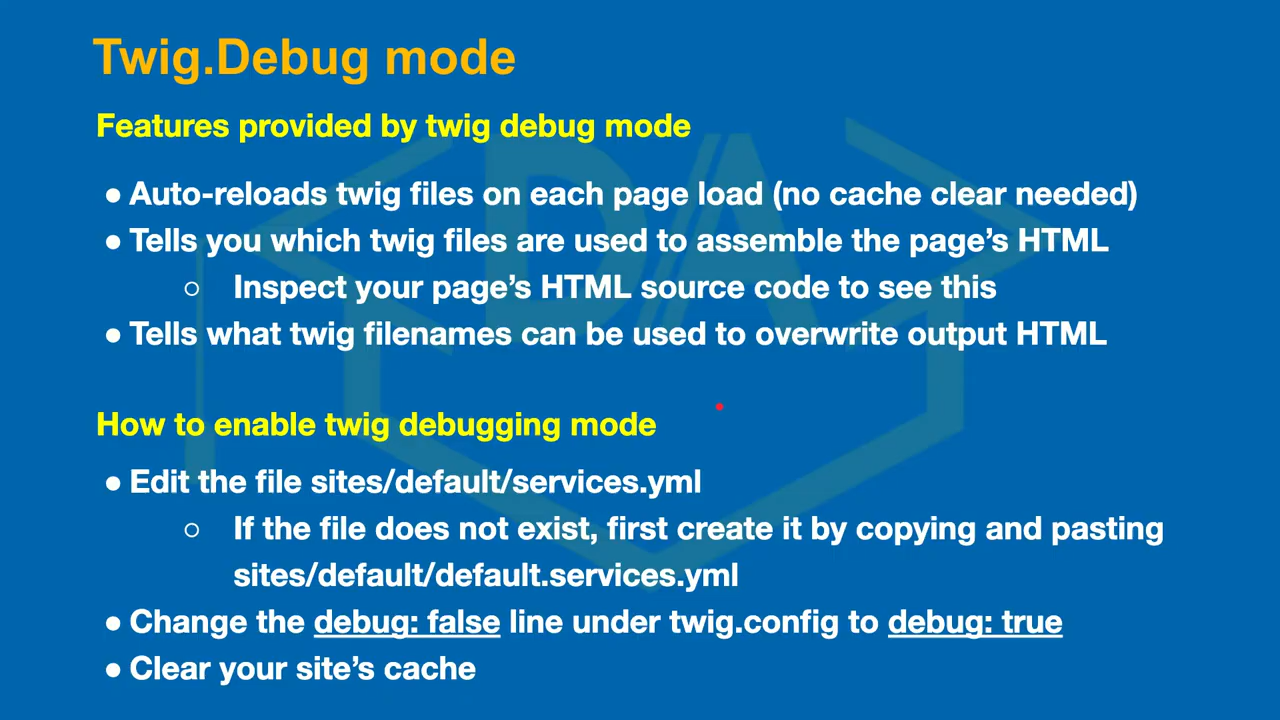 Twig.Debug mode
Features provided by twig debug mode
● Auto-reloads twig files on each page load (no cache clear needed)
● Tells you which twig files are used to assemble the page’s HTML
○ Inspect your page’s HTML source code to see this
● Tells what twig filenames can be used to overwrite output HTML
How to enable twig debugging mode
● Edit the file sites/default/services.yml
○ If the file does not exist, first create it by copying and pasting
sites/default/default.services.yml
● Change the debug: false line under twig.config to debug: true
● Clear your site’s cache
DA